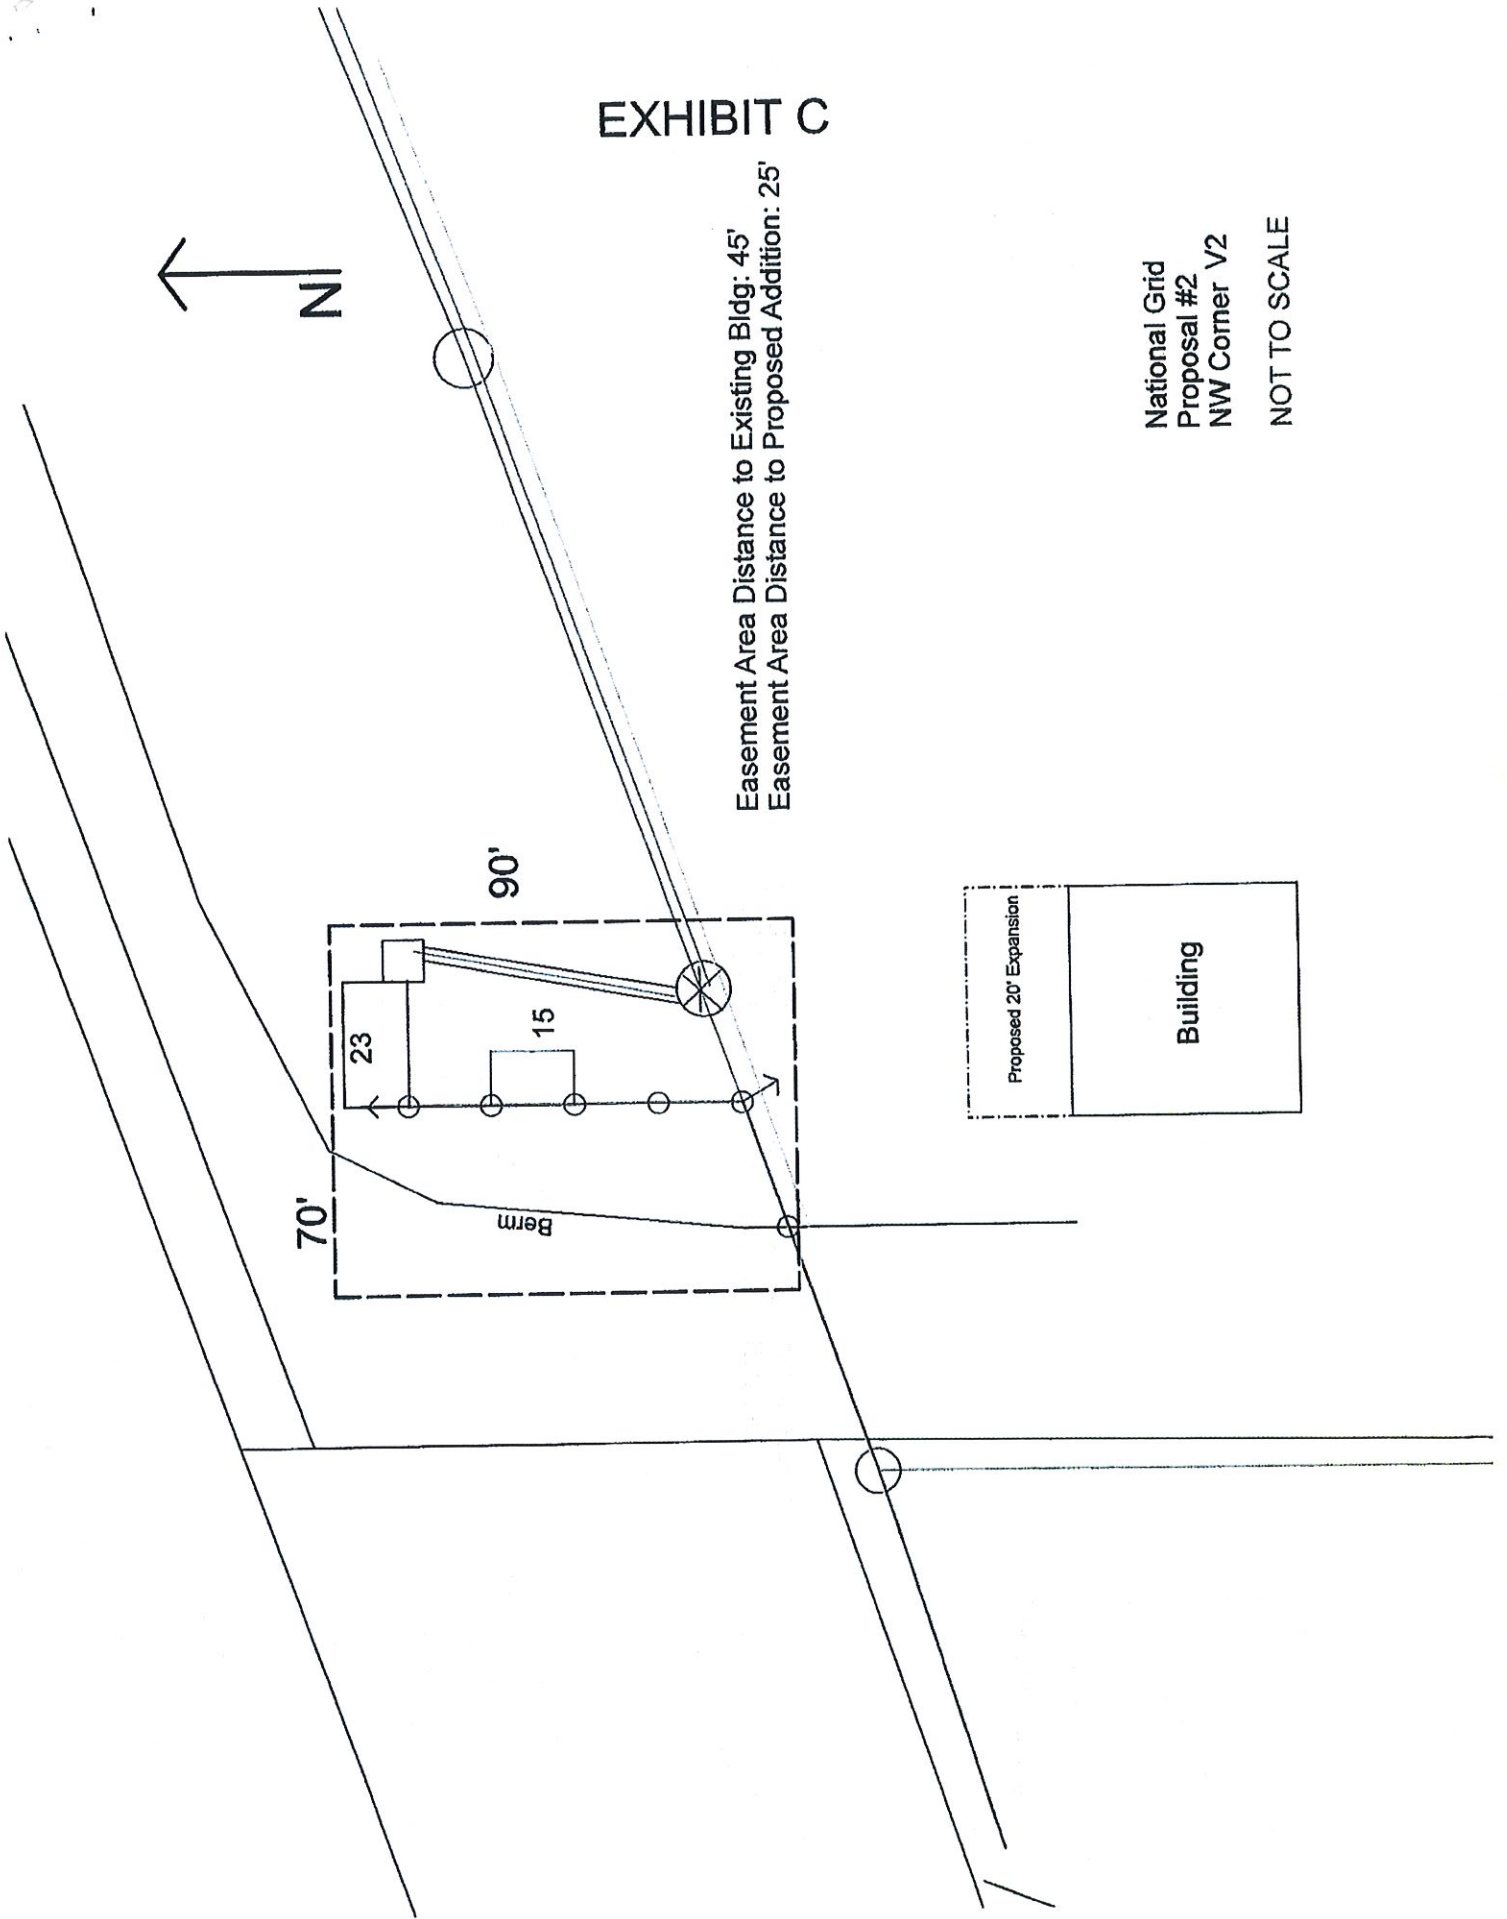 EXHIBIT C
N
Easement Area Distance to Existing Bldg: 45'
Easement Area Distance to Proposed Addition: 25'
90'
70'
23
15
Berm
Proposed 20' Expansion
Building
National Grid
Proposal #2
NW Corner V2
NOT TO SCALE